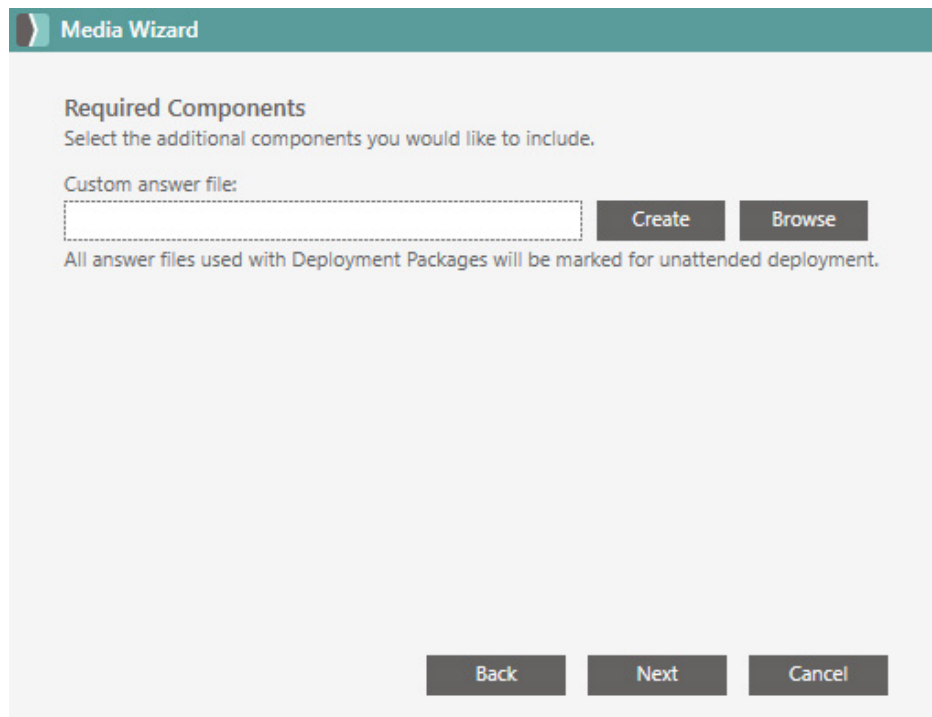 Media Wizard
Required Components
Select the additional components you would like to include.
Custom answer file:
Create Browse
All answer files used with Deployment Packages will be marked for unattended deployment.
Back Next Cancel